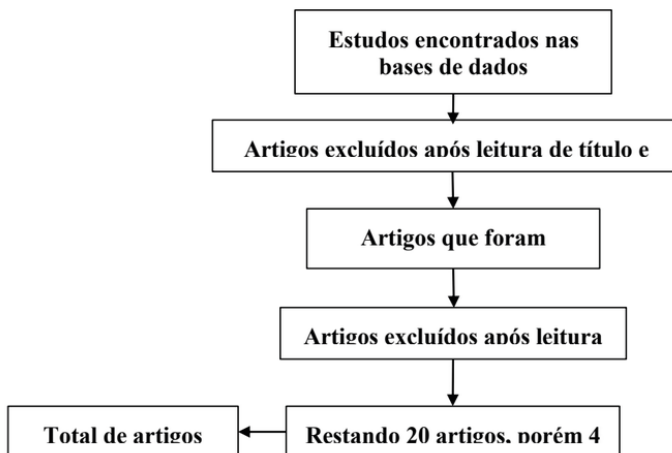 Estudos encontrados nas
bases de dados
Artigos excluídos após leitura de título e
Artigos que foram
Artigos excluídos após leitura
Restando 20 artigos, porém 4
Total de artigos